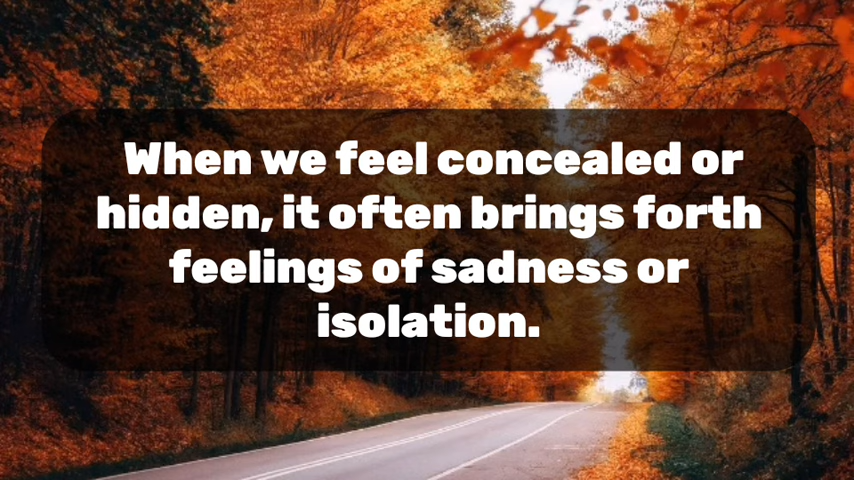 When we feel concealed or
hidden, it often brings forth
feelings of sadness or
isolation.